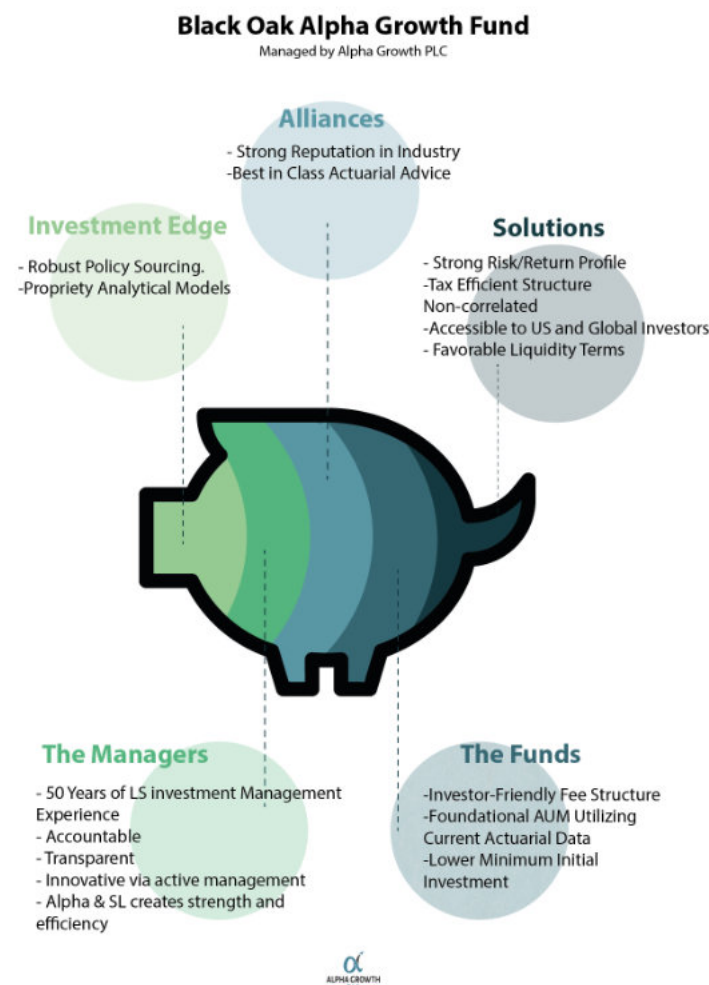 Black Oak Alpha Growth Fund
Managed by Alpha Growth PLC
Alliances
- Strong Reputation in Industry
-Best in Class Actuarial Advice
Investment Edge
- Robust Policy Sourcing.
-Propriety Analytical Models
Solutions
- Strong Risk/Return Profile
-Tax Efficient Structure
Non-correlated
-Accessible to US and Global Investors
- Favorable Liquidity Terms
The Managers
- 50 Years of LS investment Management
Experience
- Accountable
- Transparent
- Innovative via active management
- Alpha & SL creates strength and
efficiency
The Funds
-Investor-Friendly Fee Structure
-Foundational AUM Utilizing
Current Actuarial Data
-Lower Minimum Initial
Investment
ALPHA GROWTH